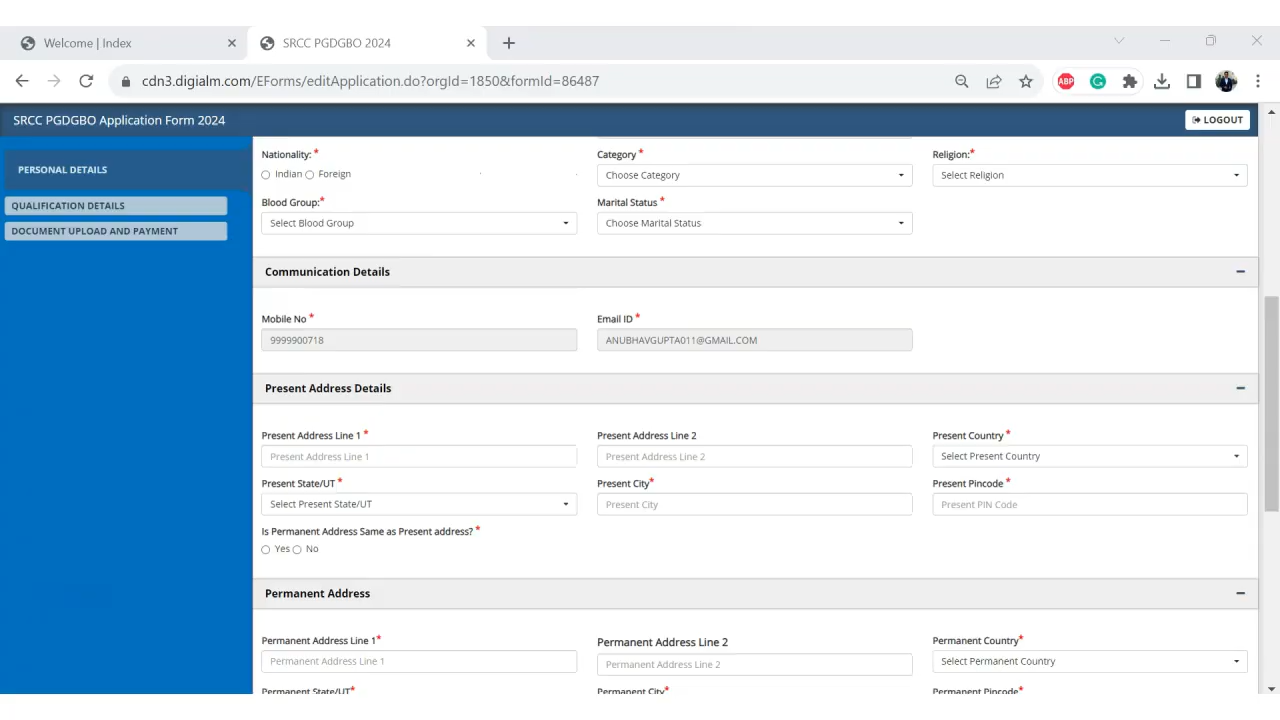 Welcome | Index
SRCC PGDGBO 2024
cdn3.digialm.com/EForms/editApplication.do?orgId=1850&formId=86487
ABP
SRCC PGDGBO Application Form 2024
LOGOUT
PERSONAL DETAILS
QUALIFICATION DETAILS
DOCUMENT UPLOAD AND PAYMENT
Nationality: * Category * Religion:*
Indian Foreign Choose Category Select Religion
Blood Group:* Marital Status *
Select Blood Group Choose Marital Status
Communication Details
Mobile No * Email ID *
9999900718 ANUBHAVGUPTA011@GMAIL.COM
Present Address Details
Present Address Line 1 * Present Address Line 2 Present Country *
Present Address Line 1 Present Address Line 2 Select Present Country
Present State/UT * Present City* Present Pincode *
Select Present State/UT Present City Present PIN Code
Is Permanent Address Same as Present address? *
Yes No
Permanent Address
Permanent Address Line 1* Permanent Address Line 2 Permanent Country*
Permanent Address Line 1 Permanent Address Line 2 Select Permanent Country
Permanent State/UT* Permanent City* Permanent Pincode*